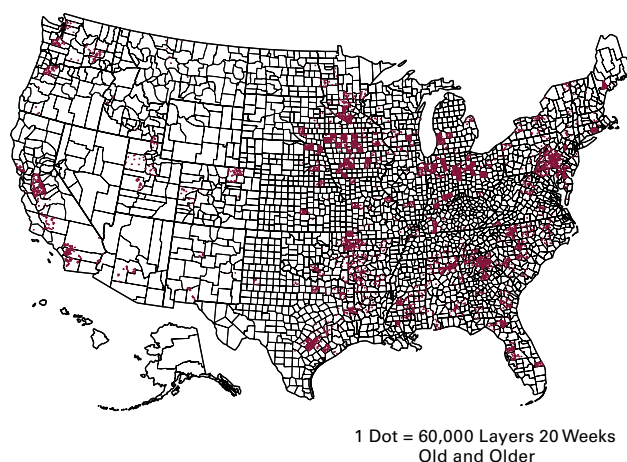 1 Dot = 60,000 Layers 20 Weeks
Old and Older